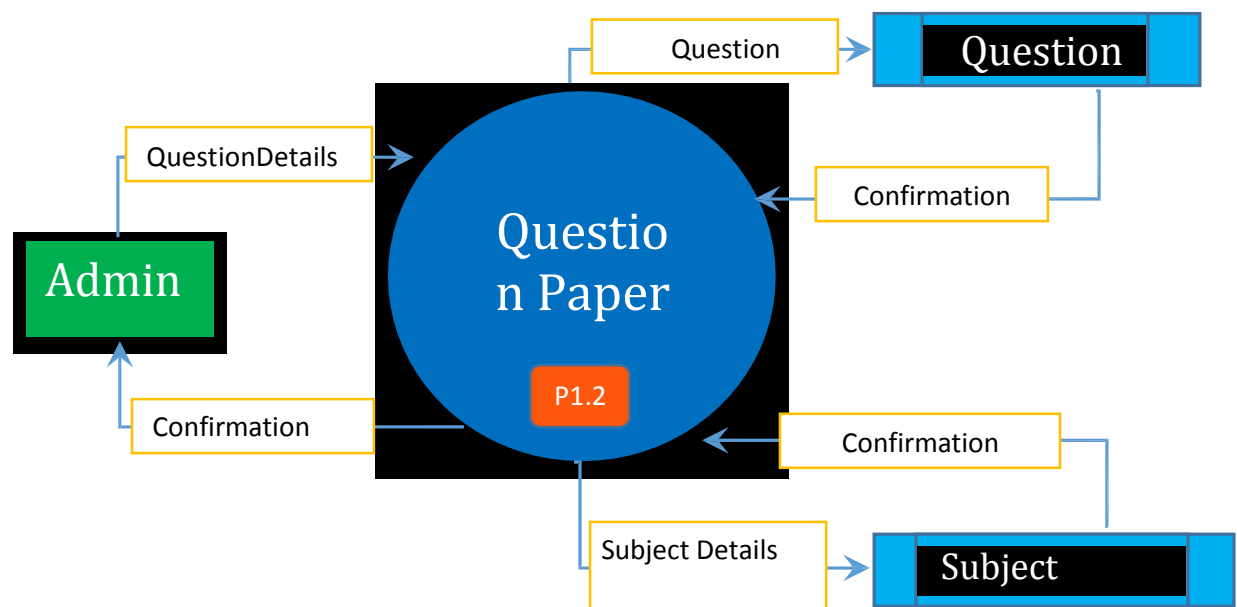 Question
Question
QuestionDetails
Confirmation
Questio
n Paper
Admin
P1.2
Confirmation
Confirmation
Subject Details
Subject